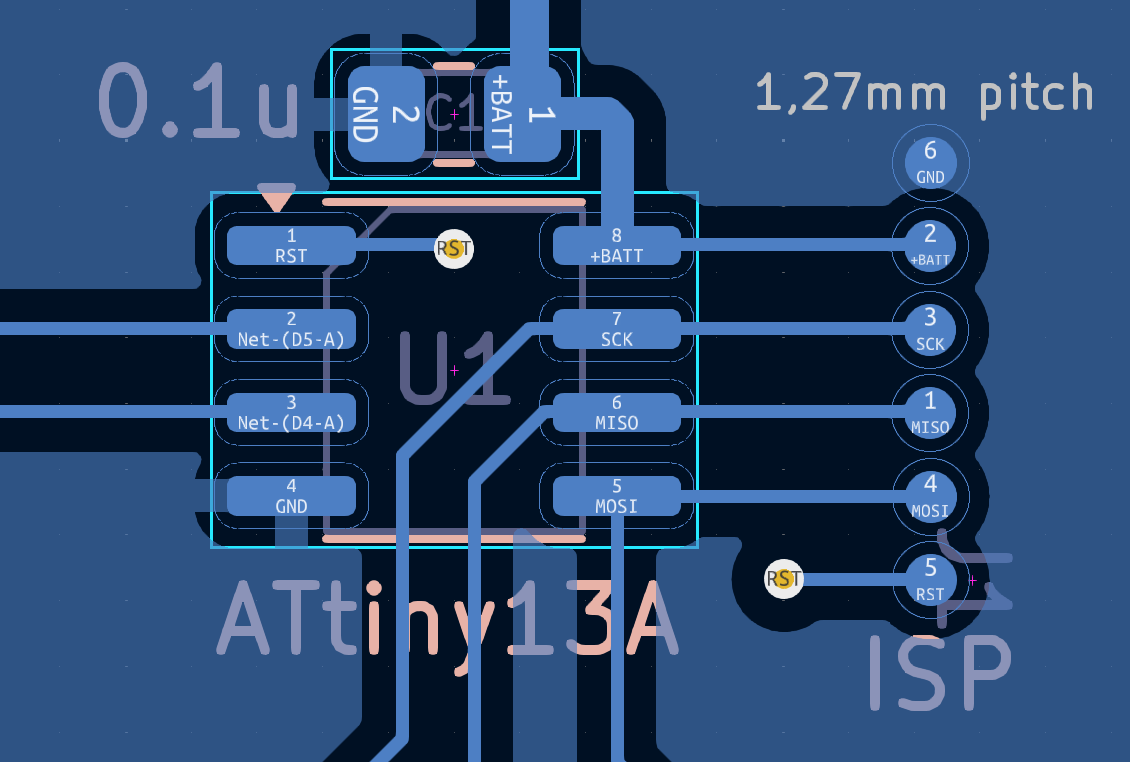 0.1u
GND
2
C1
+BATT
1
1,27mm pitch
6
GND
1
RST
RST
8
+BATT
2
+BATT
2
Net-(D5-A)
7
SCK
3
SCK
U1
3
Net-(D4-A)
6
MISO
1
MISO
4
GND
5
MOSI
4
MOSI
RST
5
RST
ATtiny13A
ISP